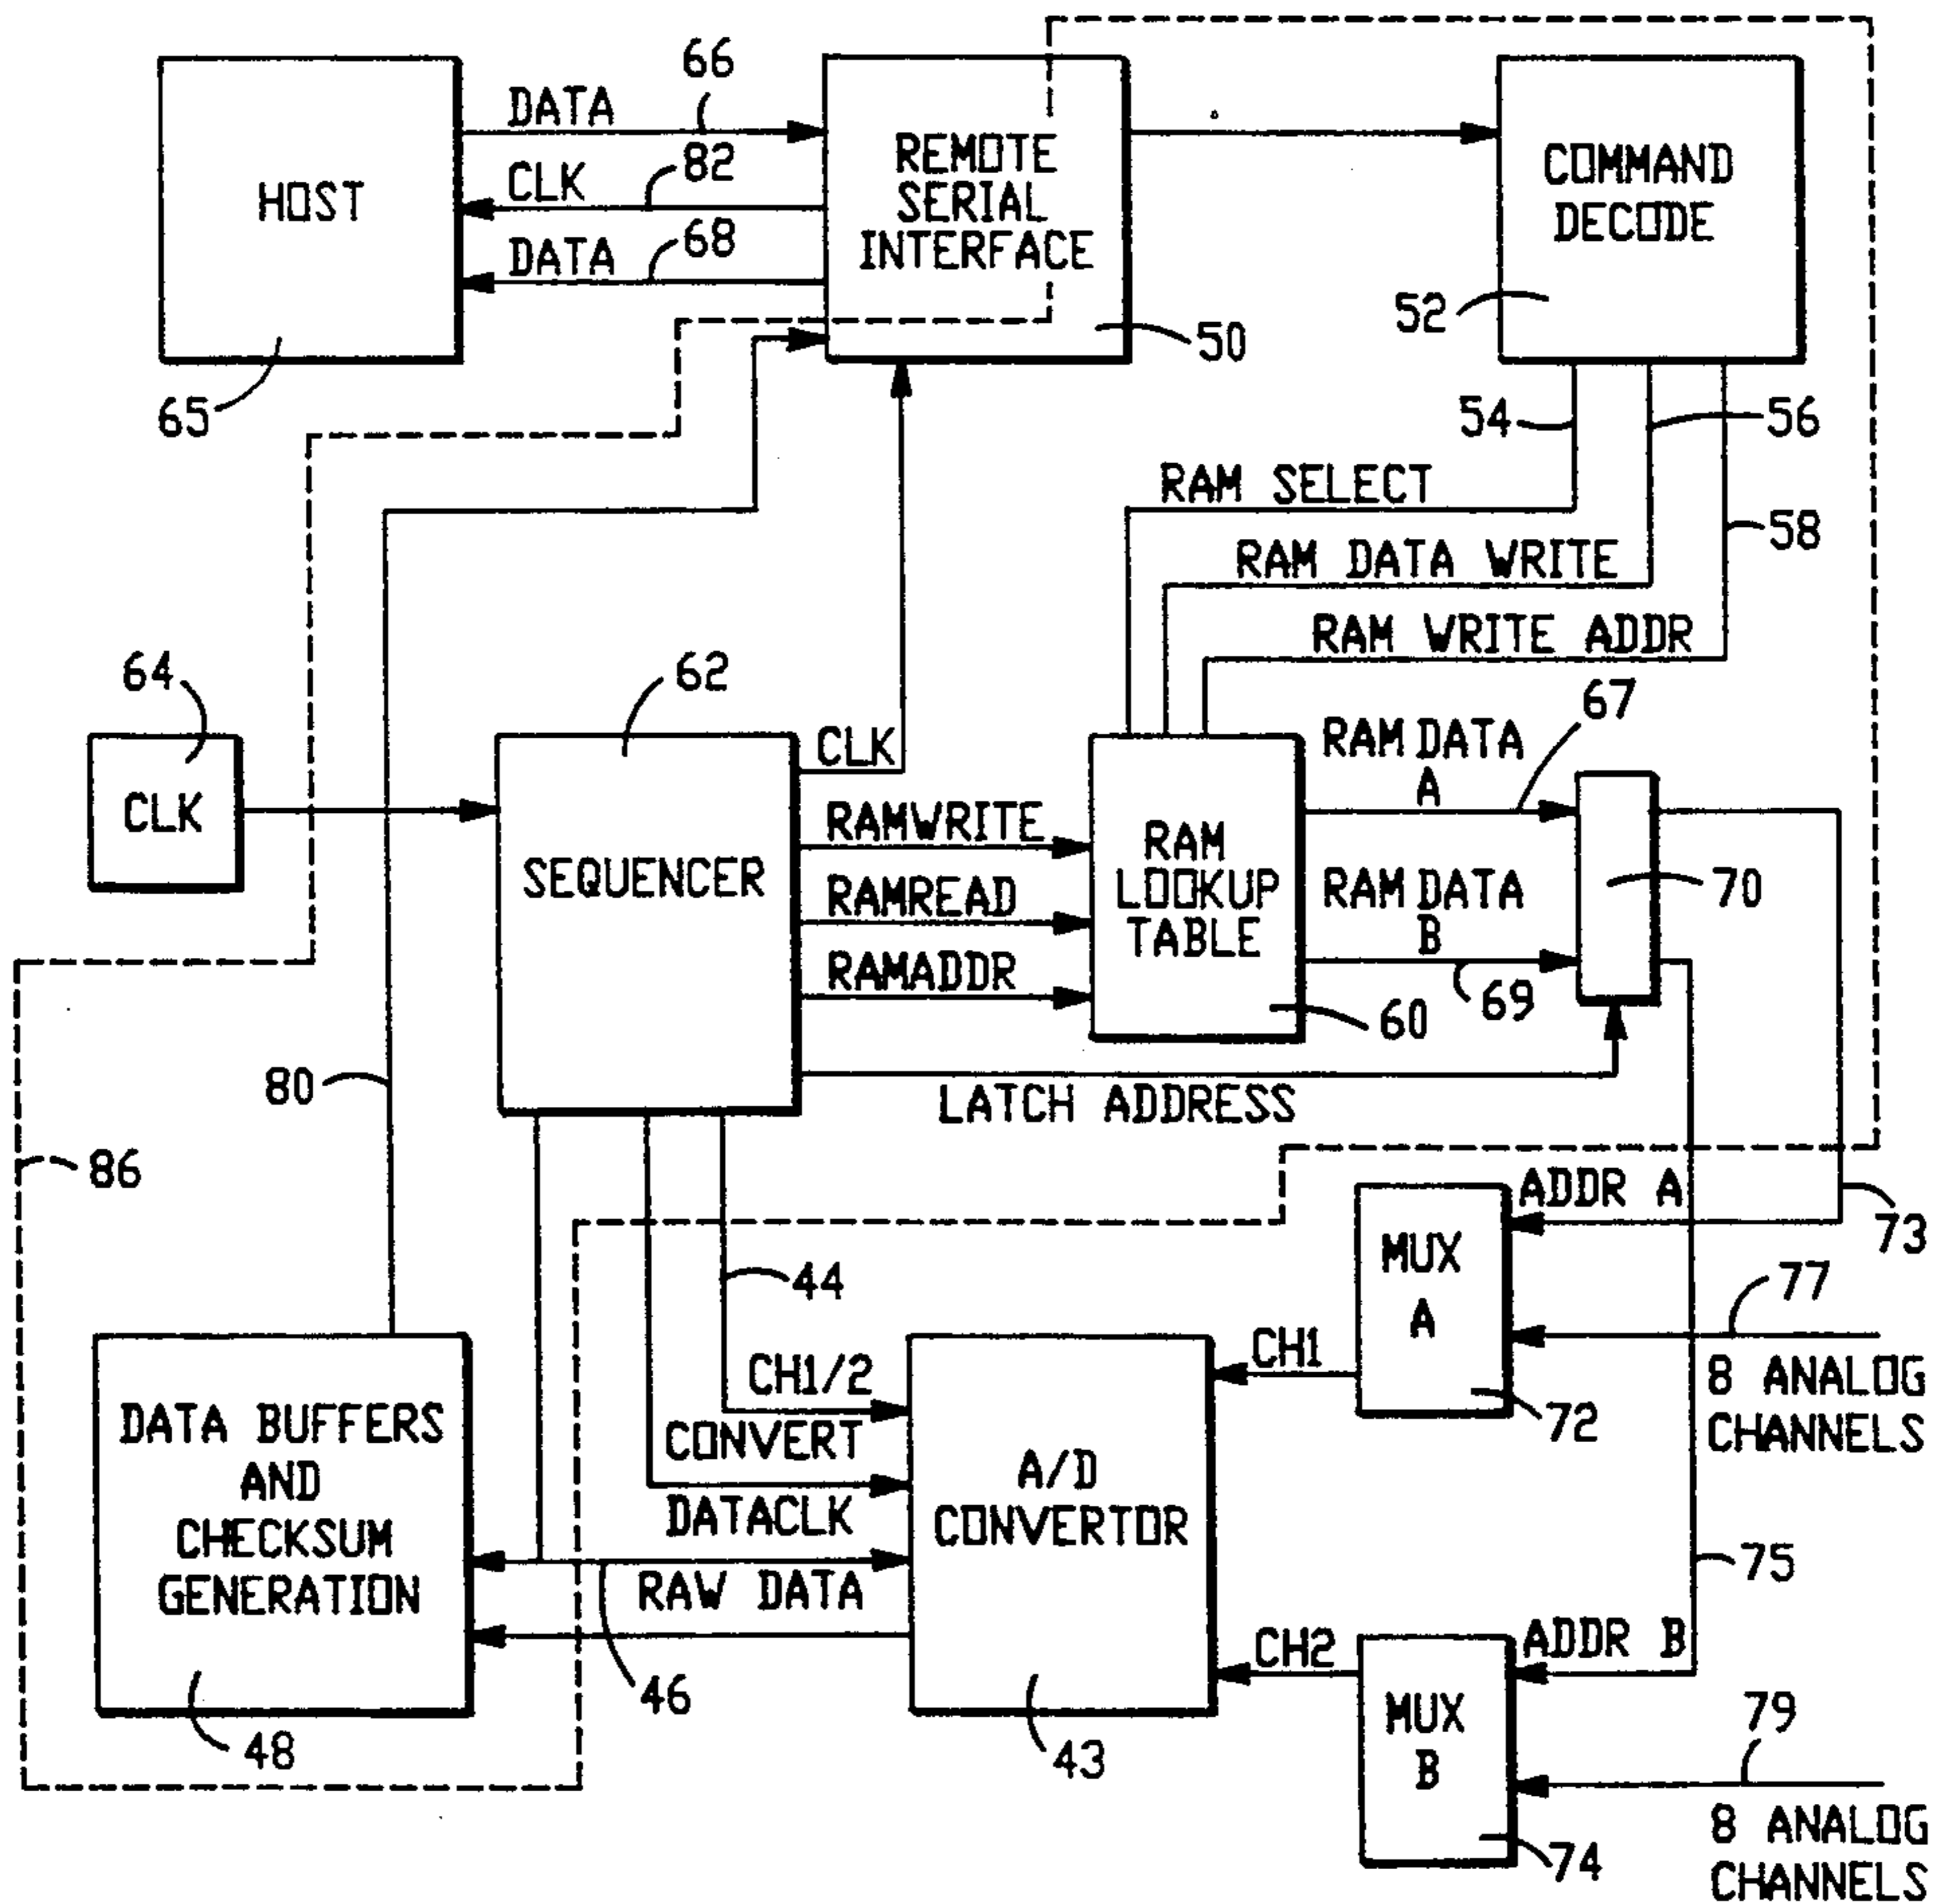 66
DATA
82
CLK
68
DATA
HOST
65
REMOTE
SERIAL
INTERFACE
50
COMMAND
DECODE
52
54
56
58
RAM SELECT
RAM DATA WRITE
RAM WRITE ADDR
64
CLK
62
SEQUENCER
CLK
RAMWRITE
RAMREAD
RAMADDR
LATCH ADDRESS
RAM
LOOKUP
TABLE
60
RAM DATA
A
67
RAM DATA
B
69
70
80
86
44
ADDR A
73
MUX
A
72
77
8 ANALOG
CHANNELS
CH1
CH1/2
CONVERT
DATACLK
RAW DATA
46
DATA BUFFERS
AND
CHECKSUM
GENERATION
48
A/D
CONVERTOR
43
75
CH2
ADDR B
MUX
B
74
79
8 ANALOG
CHANNELS